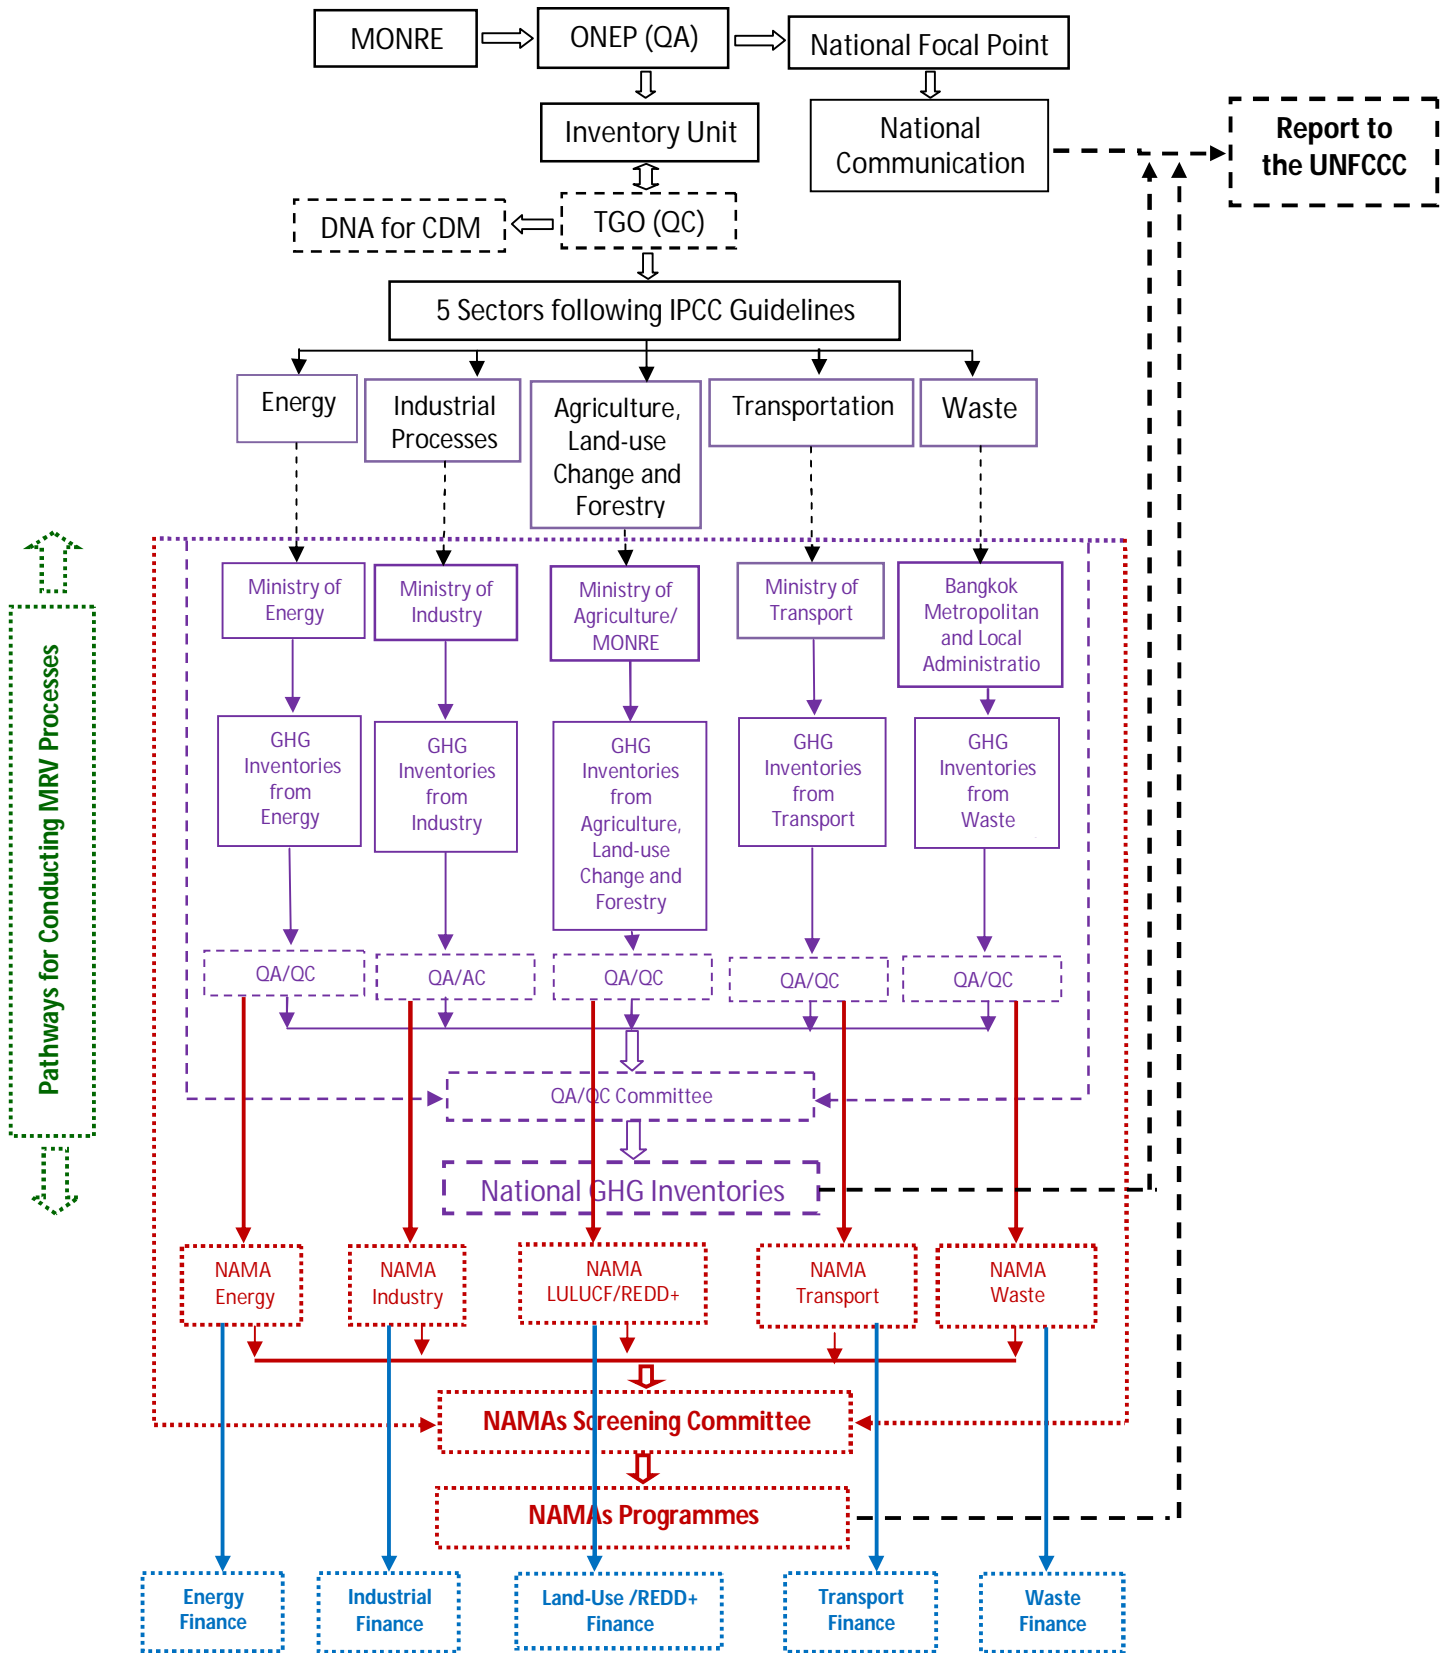 MONRE
ONEP (QA)
National Focal Point
Inventory Unit
National
Communication
Report to
the UNFCCC
DNA for CDM
TGO (QC)
5 Sectors following IPCC Guidelines
Energy
Industrial
Processes
Agriculture,
Land-use
Change and
Forestry
Transportation
Waste
Pathways for Conducting MRV Processes
Ministry of
Energy
Ministry of
Industry
Ministry of
Agriculture/
MONRE
Ministry of
Transport
Bangkok
Metropolitan
and Local
Administratio
GHG
Inventories
from
Energy
GHG
Inventories
from
Industry
GHG
Inventories
from
Agriculture,
Land-use
Change and
Forestry
GHG
Inventories
from
Transport
GHG
Inventories
from
Waste
QA/QC
QA/AC
QA/QC
QA/QC
QA/QC
QA/QC Committee
National GHG Inventories
NAMA
Energy
NAMA
Industry
NAMA
LULUCF/REDD+
NAMA
Transport
NAMA
Waste
NAMAs Screening Committee
NAMAs Programmes
Energy
Finance
Industrial
Finance
Land-Use /REDD+
Finance
Transport
Finance
Waste
Finance